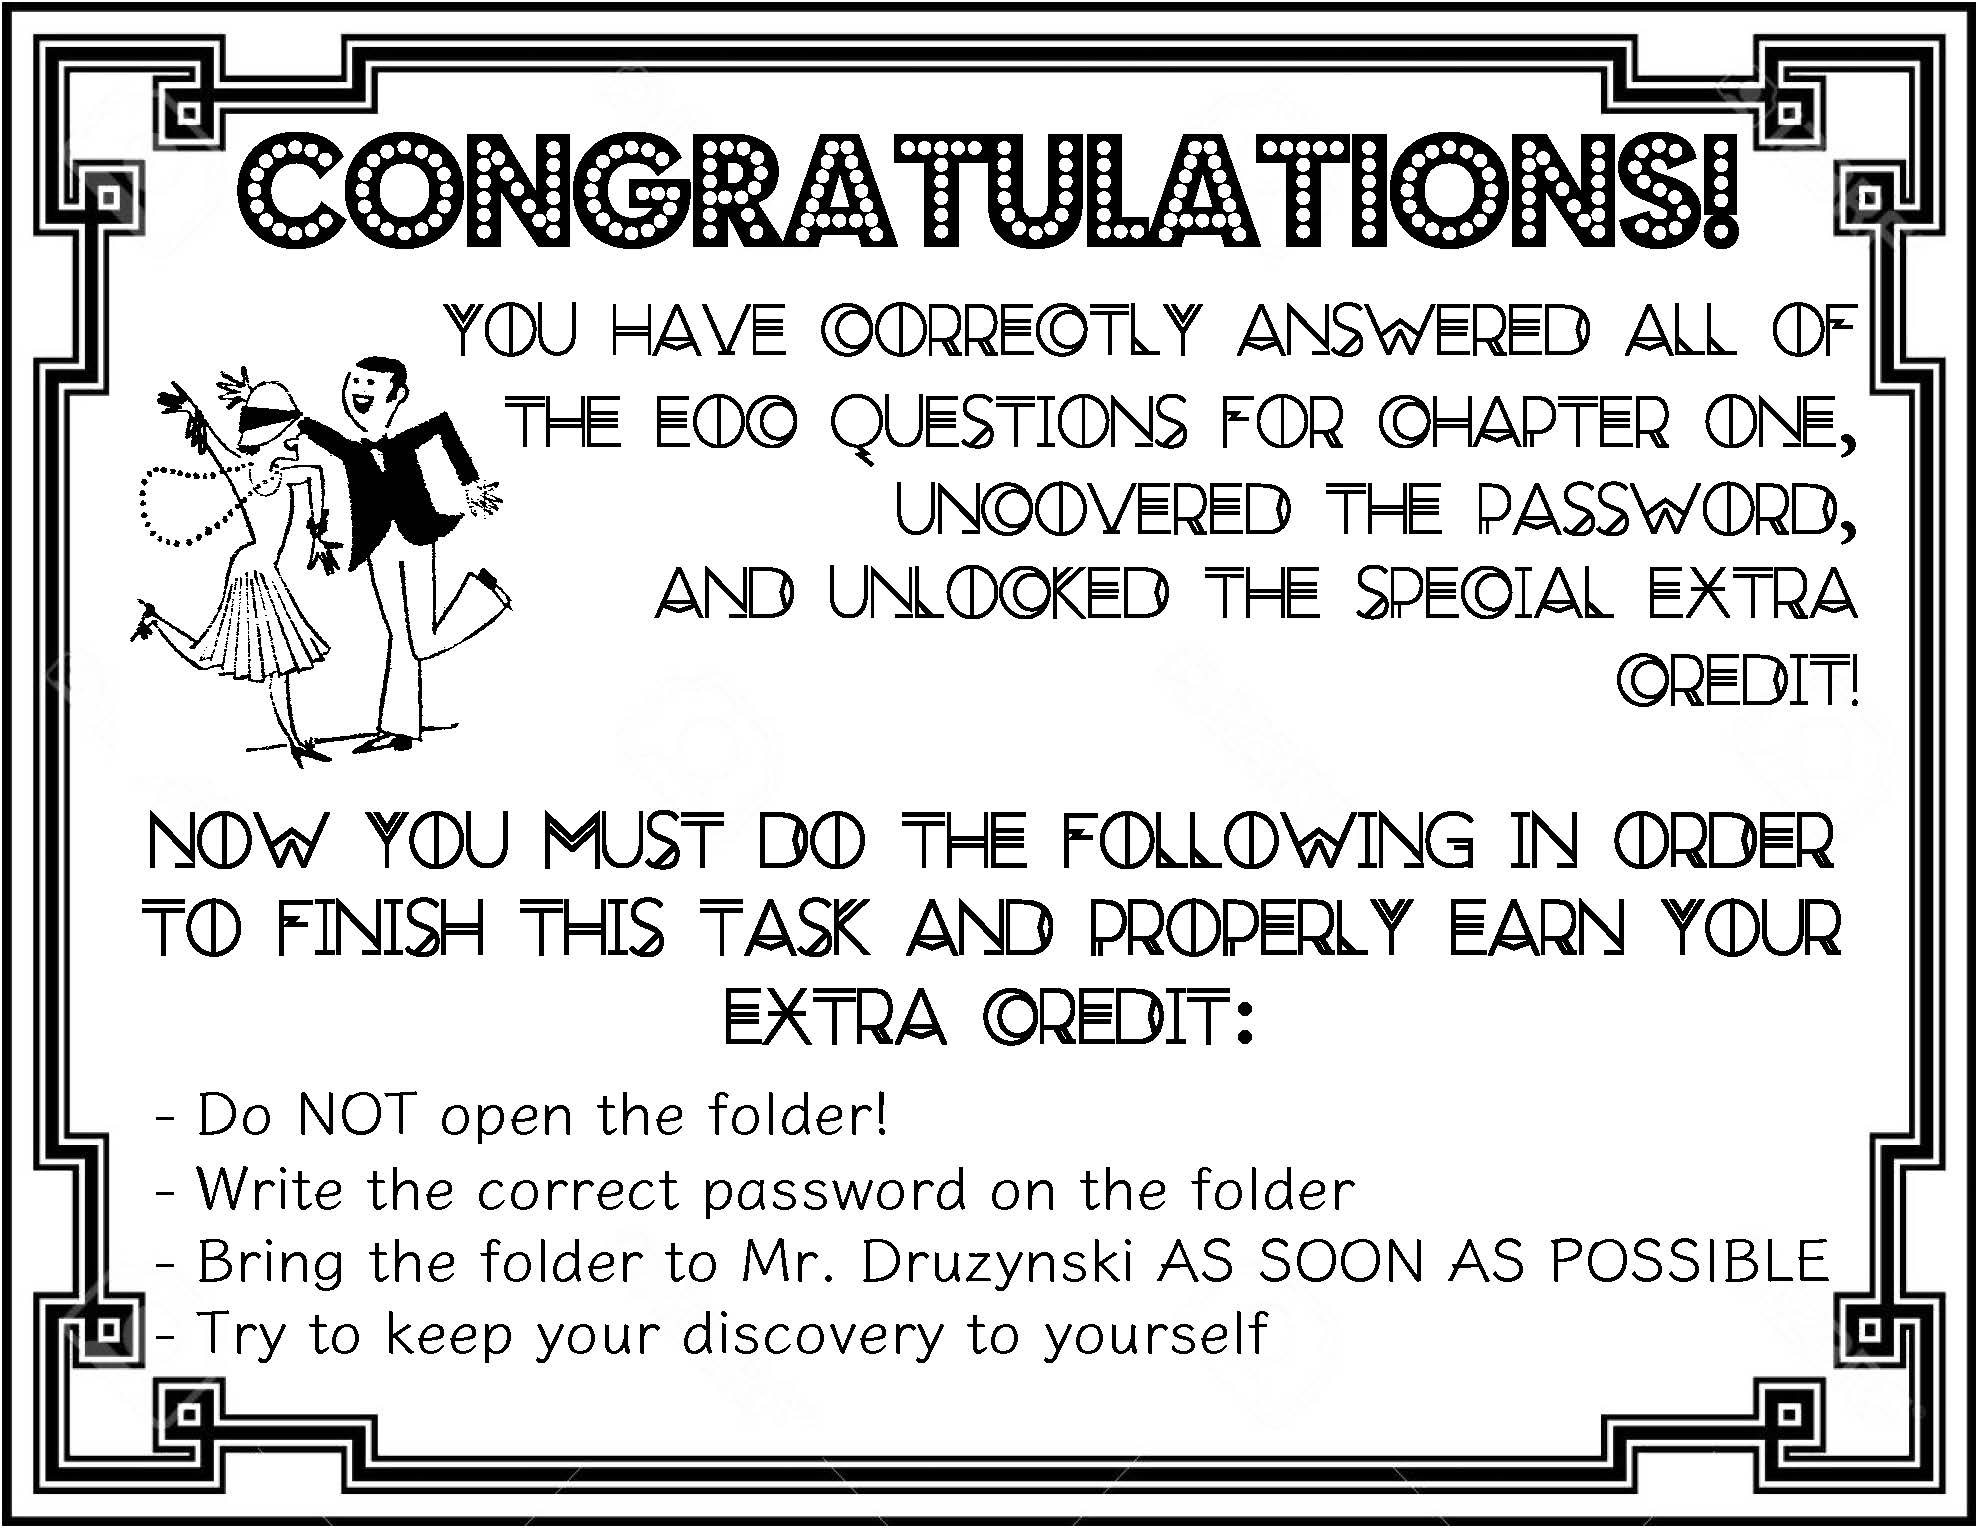 CONGRATULATIONS!
YOU HAVE CORRECTLY ANSWERED ALL OF
THE EOC QUESTIONS FOR CHAPTER ONE,
UNCOVERED THE PASSWORD,
AND UNLOCKED THE SPECIAL EXTRA
CREDIT!
NOW YOU MUST DO THE FOLLOWING IN ORDER
TO FINISH THIS TASK AND PROPERLY EARN YOUR
EXTRA CREDIT:
- Do NOT open the folder!
- Write the correct password on the folder
- Bring the folder to Mr. Druzynski AS SOON AS POSSIBLE
- Try to keep your discovery to yourself